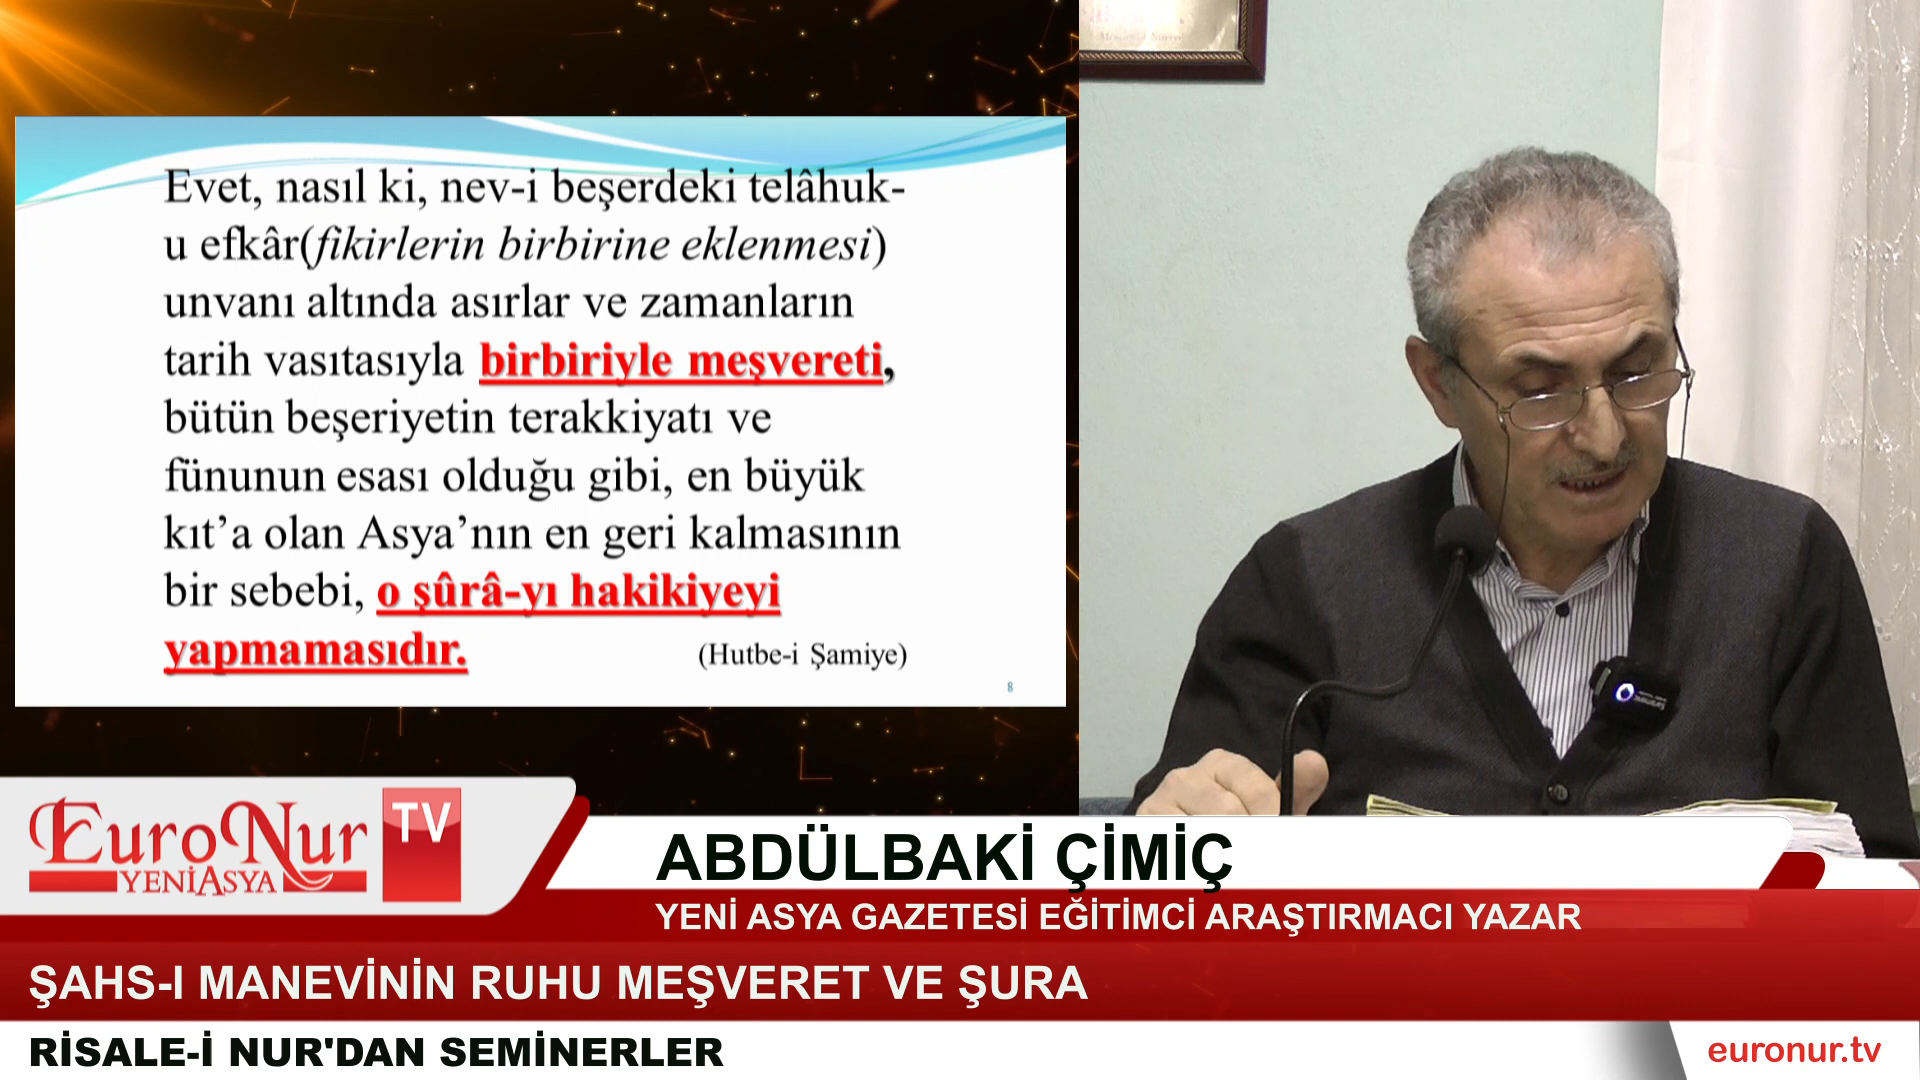 Evet, nasıl ki, nev-i beşerdeki telâhuk-
u efkâr(fikirlerin birbirine eklenmesi)
unvanı altında asırlar ve zamanların
tarih vasıtasıyla birbiriyle meşvereti,
bütün beşeriyetin terakkiyatı ve
fünunun esası olduğu gibi, en büyük
kıt’a olan Asya’nın en geri kalmasının
bir sebebi, o şûrâ-yı hakikiyeyi
yapmamasıdır.
(Hutbe-i Şamiye)
8
EURONUR TV
YENİASYA
ABDÜLBAKİ ÇİMİÇ
YENİ ASYA GAZETESİ EĞİTİMCİ ARAŞTIRMACI YAZAR
ŞAHS-I MANEVİNİN RUHU MEŞVERET VE ŞURA
RİSALE-İ NUR'DAN SEMİNERLER
euronur.tv